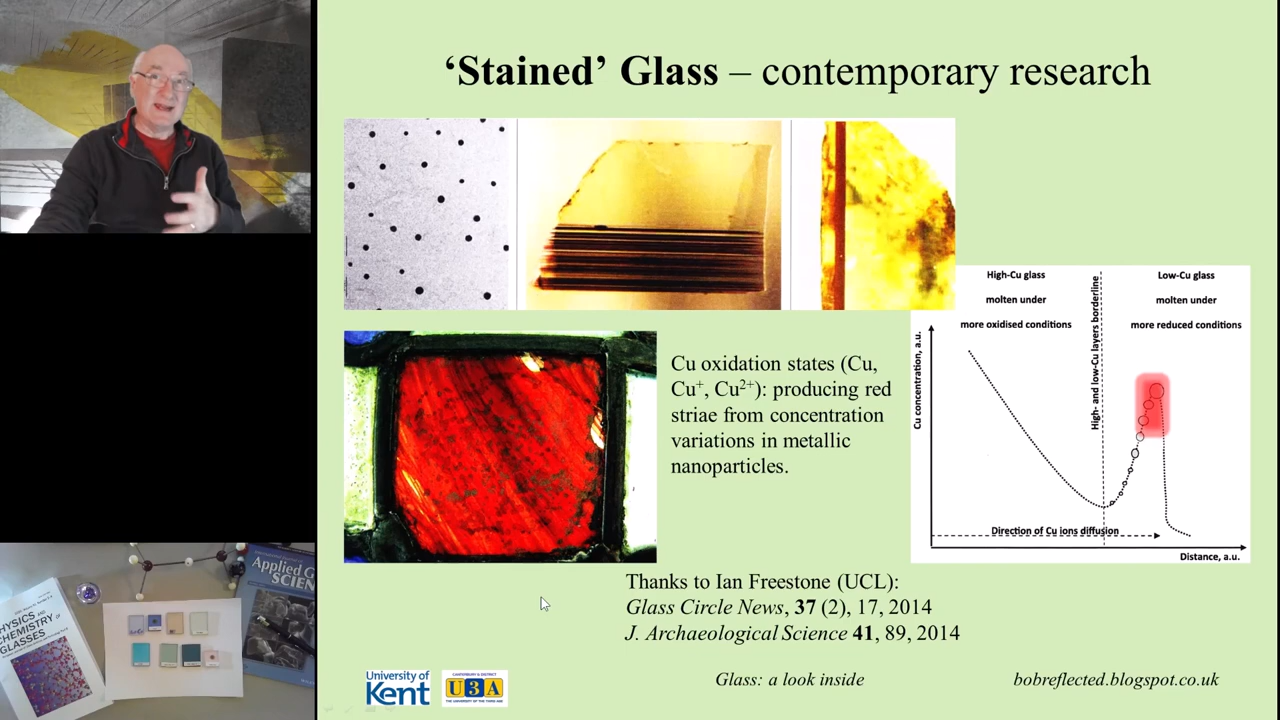 ‘Stained’ Glass – contemporary research
High-Cu glass
molten under
more oxidised conditions
Low-Cu glass
molten under
more reduced conditions
Cu concentration, a.u.
High- and low-Cu layers borderline
Direction of Cu ions diffusion
Distance, a.u.
Cu oxidation states (Cu,
Cu⁺, Cu²⁺): producing red
striae from concentration
variations in metallic
nanoparticles.
Thanks to Ian Freestone (UCL):
Glass Circle News, 37 (2), 17, 2014
J. Archaeological Science 41, 89, 2014
University of
Kent
U3A
Glass: a look inside
bobreflected.blogspot.co.uk
PHYSICS AND
CHEMISTRY OF
GLASSES
Applied G
SCIEN